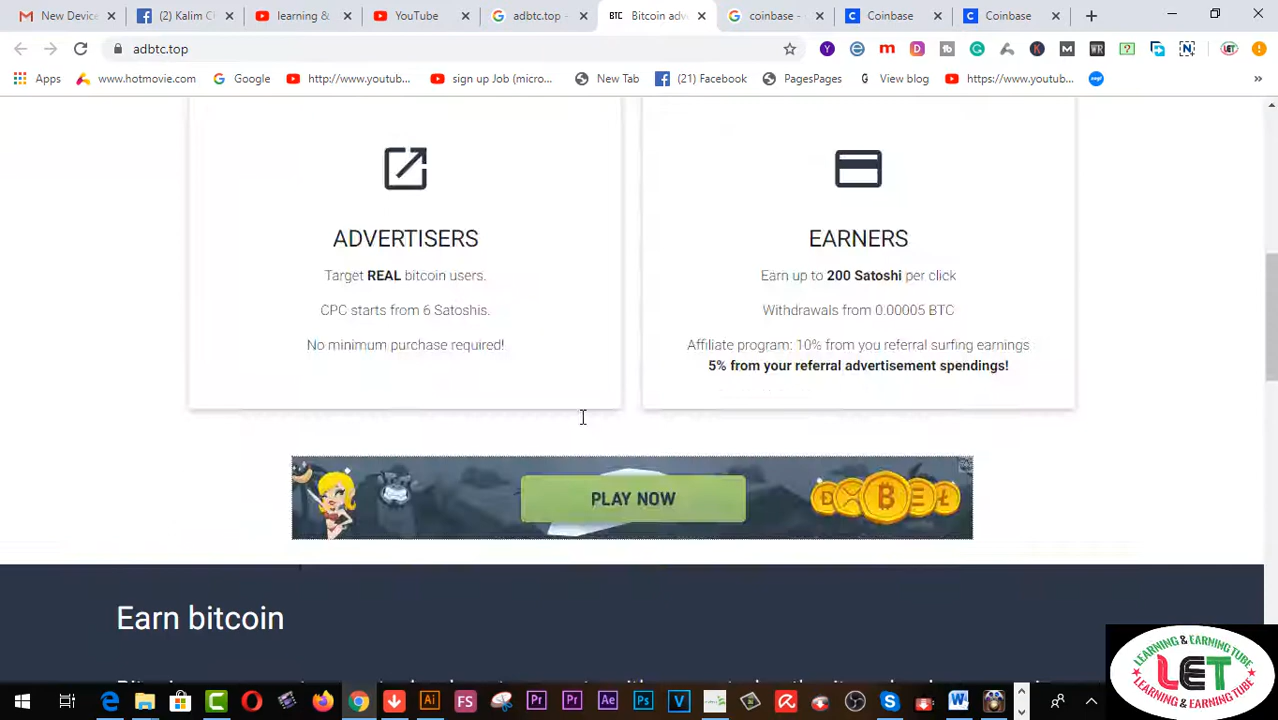 New Device
(2) Kalim C
learning &
YouTube
adbtc.top -
BTC Bitcoin adv
coinbase -
Coinbase
Coinbase
adbtc.top
Apps
www.hotmovie.com
Google
http://www.youtub...
sign up Job (micro...
New Tab
(21) Facebook
PagesPages
View blog
https://www.youtub...
ADVERTISERS
Target REAL bitcoin users.
CPC starts from 6 Satoshis.
No minimum purchase required!
EARNERS
Earn up to 200 Satoshi per click
Withdrawals from 0.00005 BTC
Affiliate program: 10% from you referral surfing earnings
5% from your referral advertisement spendings!
PLAY NOW
Earn bitcoin
LEARNING & EARNING TUBE
LET
LEARNING & EARNING